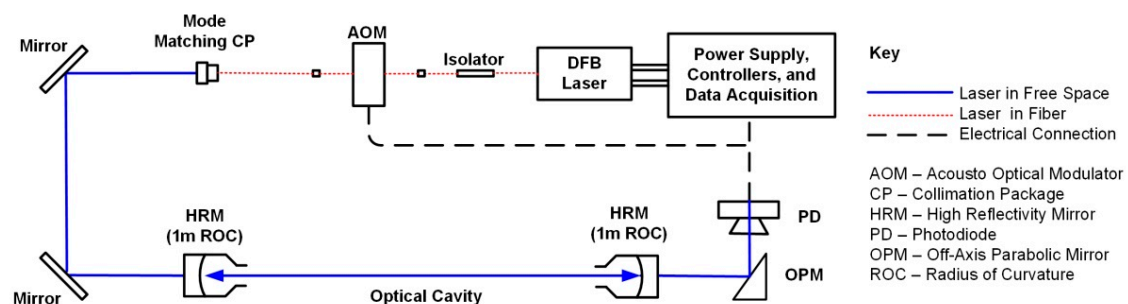 Mode
Matching CP
Mirror
AOM
Isolator
DFB
Laser
Power Supply,
Controllers, and
Data Acquisition
Key
Laser in Free Space
Laser in Fiber
Electrical Connection
AOM – Acousto Optical Modulator
CP – Collimation Package
HRM – High Reflectivity Mirror
PD – Photodiode
OPM – Off-Axis Parabolic Mirror
ROC – Radius of Curvature
HRM
(1m ROC)
HRM
(1m ROC)
PD
OPM
Mirror
Optical Cavity